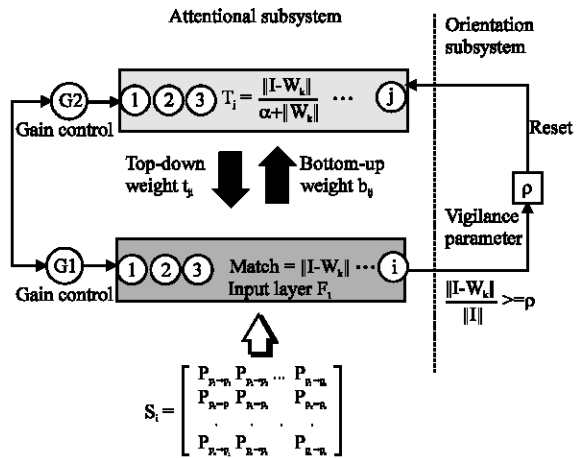 Attentional subsystem
Orientation
subsystem
G2
Gain control
1 2 3 T_j = ||I-W_k|| / α+||W_k|| ... j
Top-down
weight t_ji
Bottom-up
weight b_ij
Reset
ρ
Vigilance
parameter
G1
Gain control
1 2 3 Match = ||I-W_k|| ... i
Input layer F_1
||I-W_k|| / ||I|| >=ρ
S_i =
P P ... P
P P P
. . .
P P P